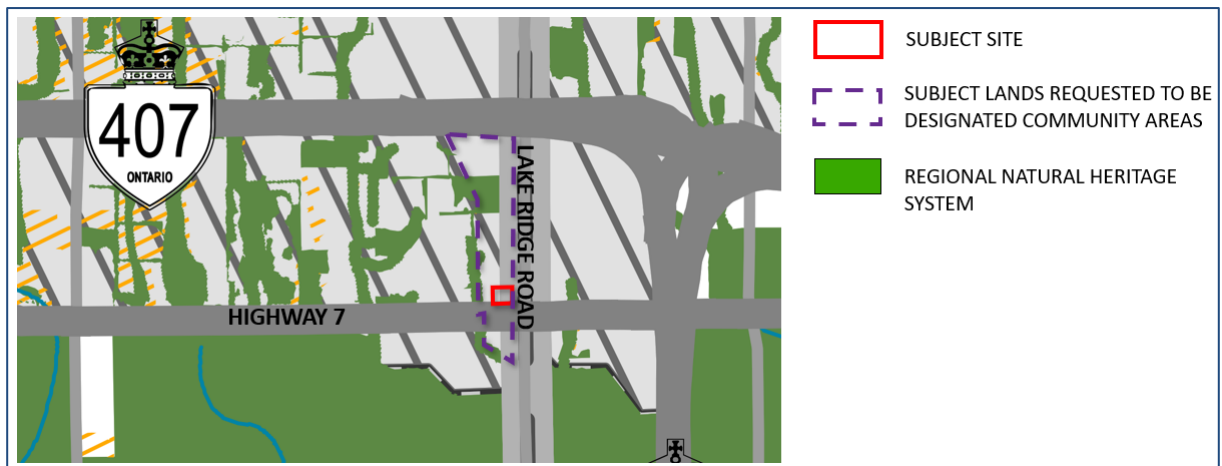 407
ONTARIO
LAKE RIDGE ROAD
HIGHWAY 7
SUBJECT SITE
SUBJECT LANDS REQUESTED TO BE
DESIGNATED COMMUNITY AREAS
REGIONAL NATURAL HERITAGE
SYSTEM